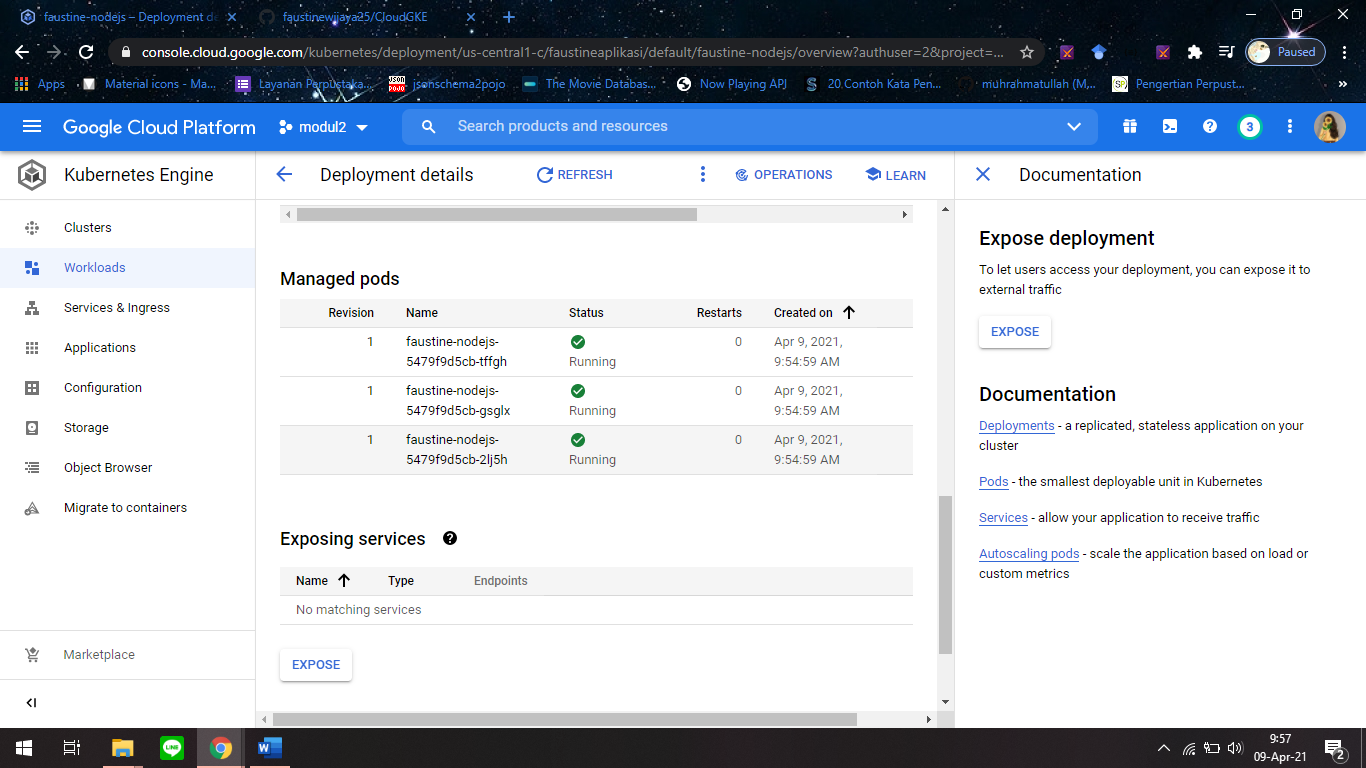 faustine-nodejs – Deployment de
faustinewijaya25/CloudGKE
console.cloud.google.com/kubernetes/deployment/us-central1-c/faustineaplikasi/default/faustine-nodejs/overview?authuser=2&project=...
Paused
Apps
Material icons - Ma...
Layanan Perpustaka...
JSON
POJO
jsonschema2pojo
The Movie Databas...
Now Playing API
20 Contoh Kata Pen...
muhrahmatullah (M,...
Pengertian Perpust...
Google Cloud Platform
modul2
Search products and resources
3
Kubernetes Engine
Deployment details
REFRESH
OPERATIONS
LEARN
Documentation
Clusters
Workloads
Services & Ingress
Applications
Configuration
Storage
Object Browser
Migrate to containers
Marketplace
Managed pods
Revision Name Status Restarts Created on
1 faustine-nodejs- Running 0 Apr 9, 2021,
5479f9d5cb-tffgh 9:54:59 AM
1 faustine-nodejs- Running 0 Apr 9, 2021,
5479f9d5cb-gsglx 9:54:59 AM
1 faustine-nodejs- Running 0 Apr 9, 2021,
5479f9d5cb-2lj5h 9:54:59 AM
Exposing services
Name Type Endpoints
No matching services
EXPOSE
Expose deployment
To let users access your deployment, you can expose it to
external traffic
EXPOSE
Documentation
Deployments - a replicated, stateless application on your
cluster
Pods - the smallest deployable unit in Kubernetes
Services - allow your application to receive traffic
Autoscaling pods - scale the application based on load or
custom metrics
LINE
9:57
09-Apr-21
2